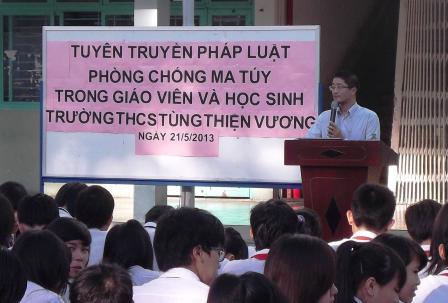 TUYÊN TRUYỀN PHÁP LUẬT
PHÒNG CHỐNG MA TÚY
TRONG GIÁO VIÊN VÀ HỌC SINH
TRƯỜNG THCS TÙNG THIỆN VƯƠNG
NGÀY 21/5/2013